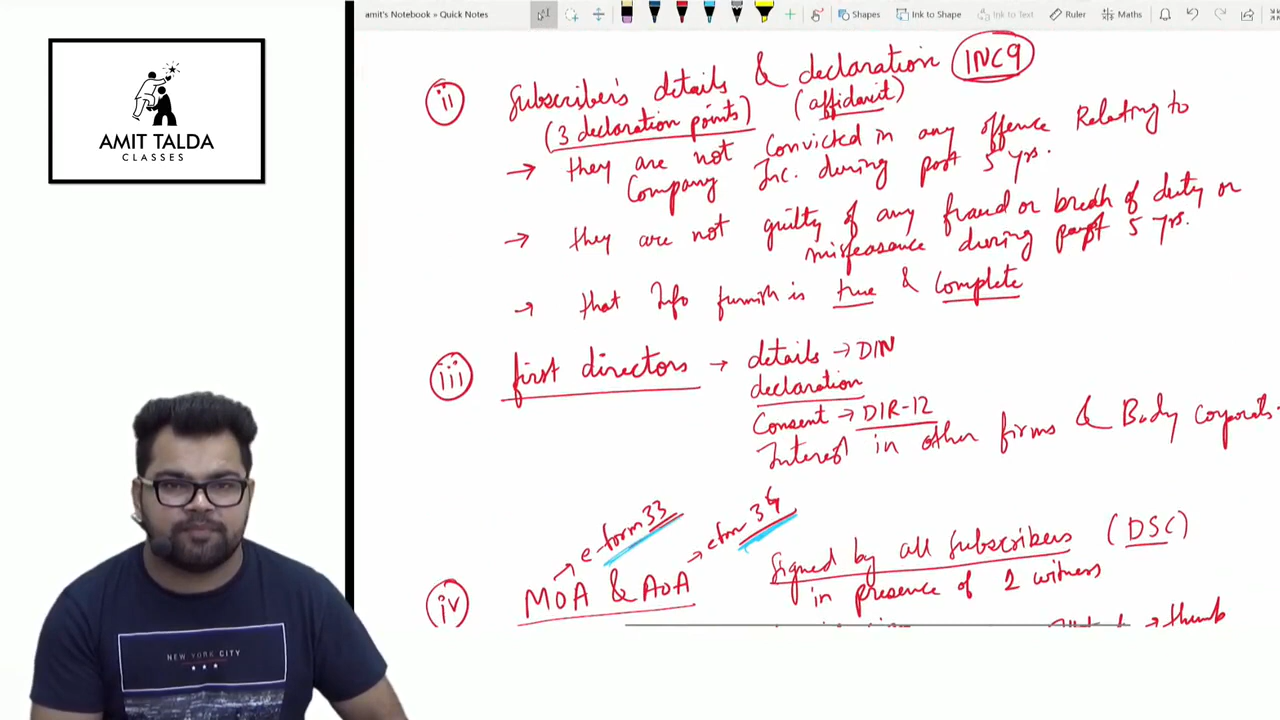 amit's Notebook » Quick Notes
Shapes
Ink to Shape
Ink to Text
Ruler
Maths
AMIT TALDA
CLASSES
ii Subscriber's details & declaration INC9
(3 declaration points) (affidavit)
→ they are not Convicted in any offence Relating to
Company Inc. during past 5 yrs.
→ they are not guilty of any fraud or breach of duty or
misfeasance during past 5 yrs.
→ that Info furnish is true & Complete
iii first directors → details → DIN
declaration
Consent → DIR-12
Interest in other firms & Body corporate.
→ e-form 33 → eform 34
iv MOA & AOA Signed by all Subscribers (DSC)
in presence of 2 witness
→ thumb
NEW YORK CITY